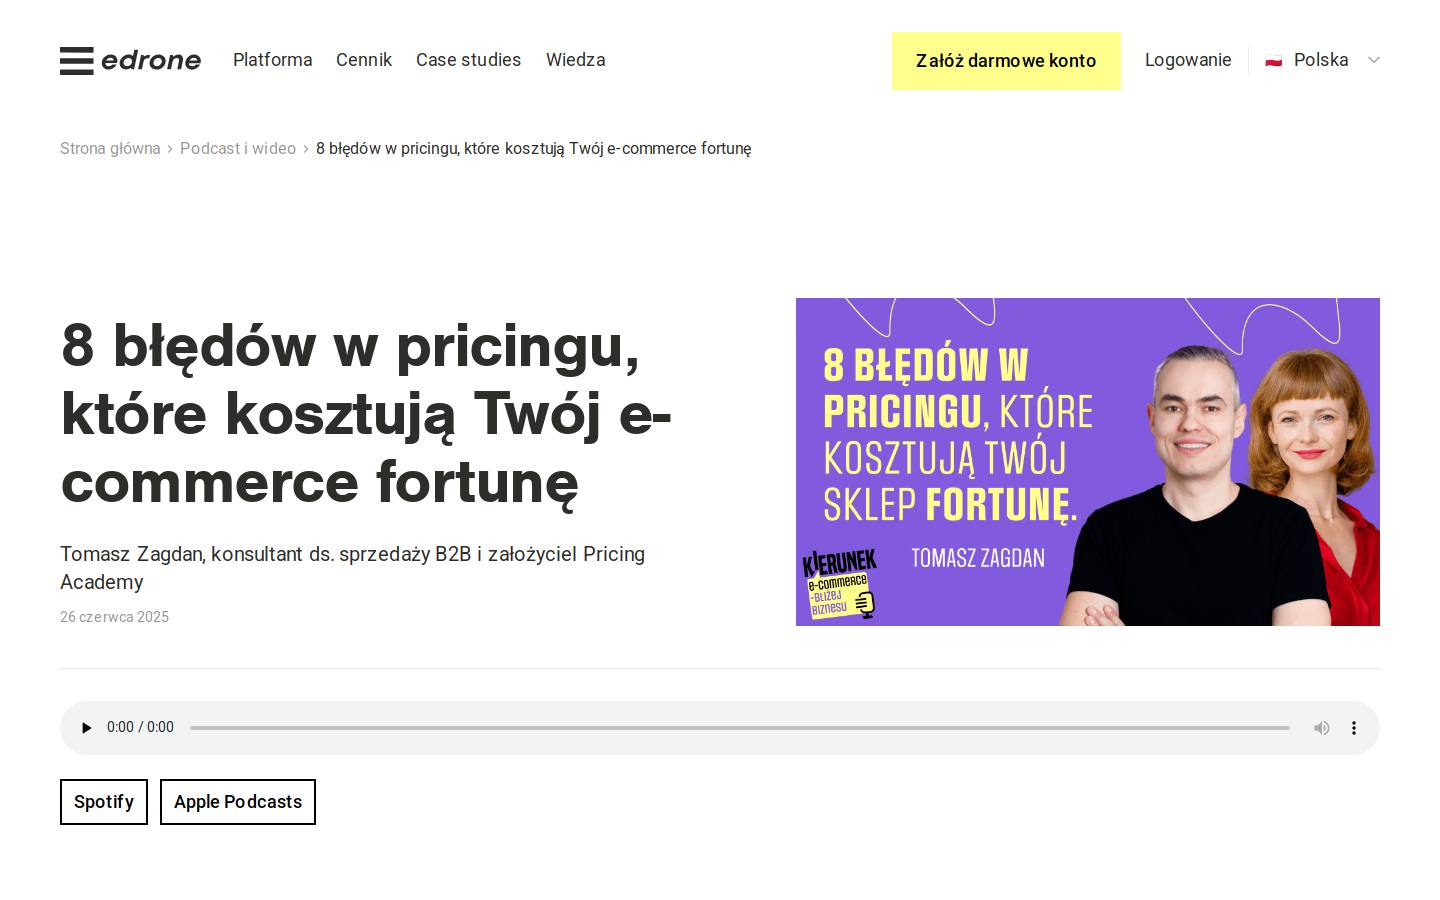 edrone
Platforma
Cennik
Case studies
Wiedza
Załóż darmowe konto
Logowanie
Polska
Strona główna › Podcast i wideo › 8 błędów w pricingu, które kosztują Twój e-commerce fortunę
8 błędów w pricingu,
które kosztują Twój e-
commerce fortunę
Tomasz Zagdan, konsultant ds. sprzedaży B2B i założyciel Pricing
Academy
26 czerwca 2025
8 BŁĘDÓW W
PRICINGU, KTÓRE
KOSZTUJĄ TWÓJ
SKLEP FORTUNĘ.
TOMASZ ZAGDAN
KIERUNEK
e-commerce
-BLIŻEJ
BIZNESU
0:00 / 0:00
Spotify
Apple Podcasts